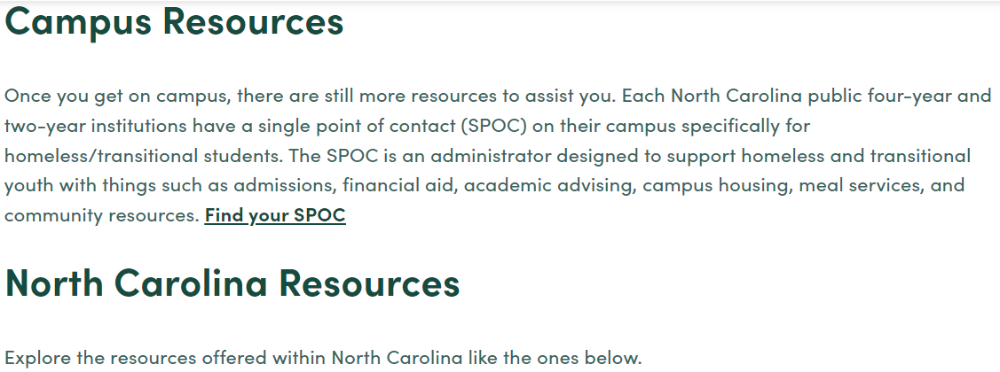 Campus Resources
Once you get on campus, there are still more resources to assist you. Each North Carolina public four-year and
two-year institutions have a single point of contact (SPOC) on their campus specifically for
homeless/transitional students. The SPOC is an administrator designed to support homeless and transitional
youth with things such as admissions, financial aid, academic advising, campus housing, meal services, and
community resources. Find your SPOC
North Carolina Resources
Explore the resources offered within North Carolina like the ones below.